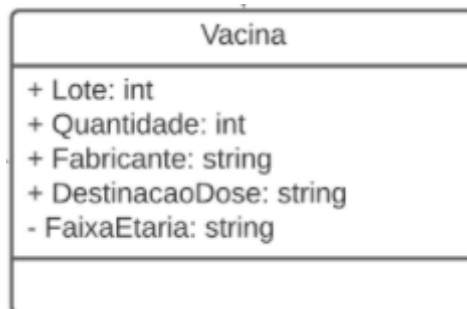 Vacina
+ Lote: int
+ Quantidade: int
+ Fabricante: string
+ DestinacaoDose: string
- FaixaEtaria: string